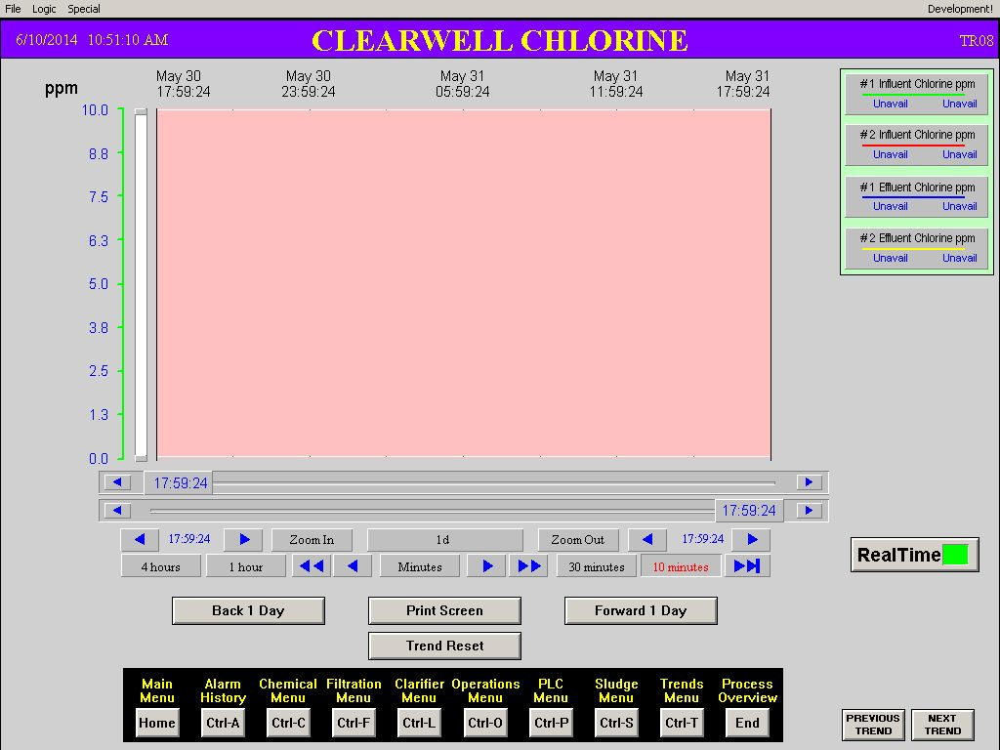 File Logic Special Development!
6/10/2014 10:51:10 AM CLEARWELL CHLORINE TR08
ppm
May 30 May 30 May 31 May 31 May 31
17:59:24 23:59:24 05:59:24 11:59:24 17:59:24
10.0
8.8
7.5
6.3
5.0
3.8
2.5
1.3
0.0
#1 Influent Chlorine ppm
Unavail Unavail
#2 Influent Chlorine ppm
Unavail Unavail
#1 Effluent Chlorine ppm
Unavail Unavail
#2 Effluent Chlorine ppm
Unavail Unavail
17:59:24
17:59:24
17:59:24 Zoom In 1d Zoom Out 17:59:24
4 hours 1 hour Minutes 30 minutes 10 minutes
RealTime
Back 1 Day Print Screen Forward 1 Day
Trend Reset
Main Alarm Chemical Filtration Clarifier Operations PLC Sludge Trends Process
Menu History Menu Menu Menu Menu Menu Menu Menu Overview
Home Ctrl-A Ctrl-C Ctrl-F Ctrl-L Ctrl-O Ctrl-P Ctrl-S Ctrl-T End
PREVIOUS NEXT
TREND TREND